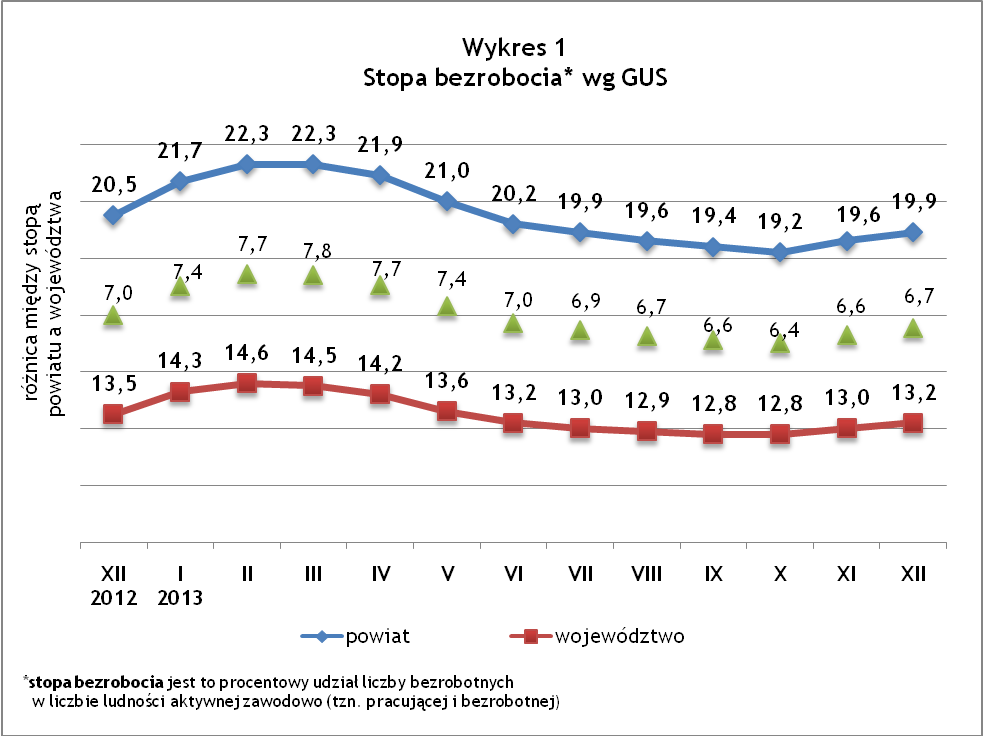 Wykres 1
Stopa bezrobocia* wg GUS
różnica między stopą
powiatu a województwa
20,5 21,7 22,3 22,3 21,9 21,0 20,2 19,9 19,6 19,4 19,2 19,6 19,9
7,0 7,4 7,7 7,8 7,7 7,4 7,0 6,9 6,7 6,6 6,4 6,6 6,7
13,5 14,3 14,6 14,5 14,2 13,6 13,2 13,0 12,9 12,8 12,8 13,0 13,2
XII I II III IV V VI VII VIII IX X XI XII
2012 2013
powiat województwo
*stopa bezrobocia jest to procentowy udział liczby bezrobotnych
w liczbie ludności aktywnej zawodowo (tzn. pracującej i bezrobotnej)